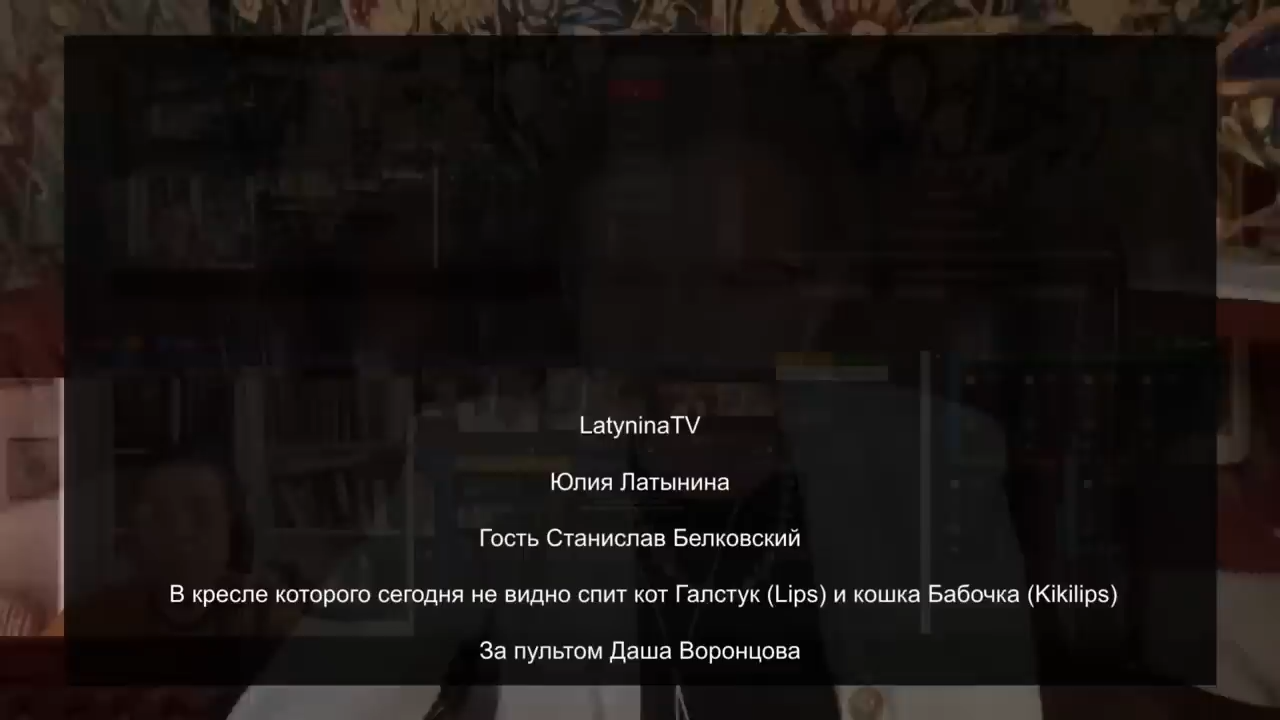 LatyninaTV
Юлия Латынина
Гость Станислав Белковский
В кресле которого сегодня не видно спит кот Галстук (Lips) и кошка Бабочка (Kikilips)
За пультом Даша Воронцова